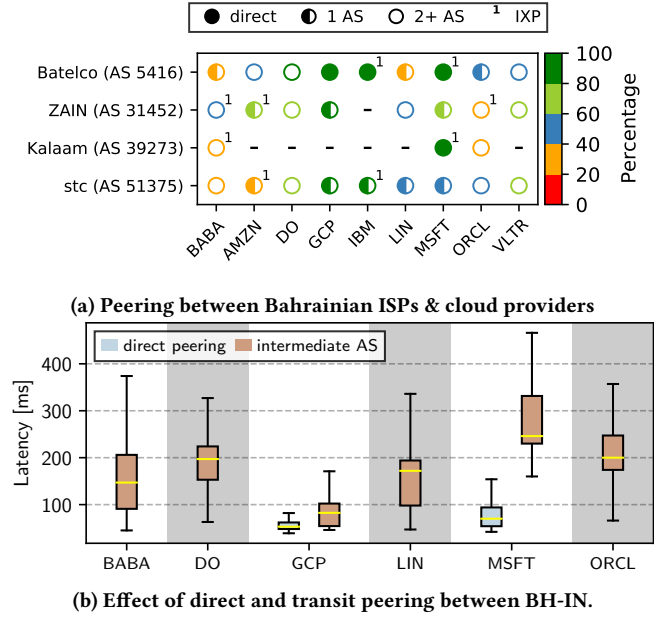 direct 1 AS 2+ AS 1 IXP
Batelco (AS 5416) 1 1
ZAIN (AS 31452) 1 1 - 1
Kalaam (AS 39273) 1 - - - - - 1 -
stc (AS 51375) 1 1
BABA AMZN DO GCP IBM LIN MSFT ORCL VLTR
100
80
60
40
20
0
Percentage
(a) Peering between Bahrainian ISPs & cloud providers
direct peering intermediate AS
Latency [ms]
400
300
200
100
BABA DO GCP LIN MSFT ORCL
(b) Effect of direct and transit peering between BH-IN.